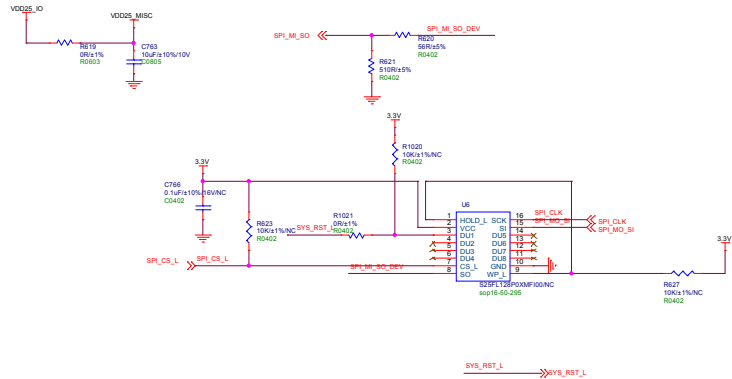 VDD25_IO
VDD25_MISC
R619
0R/±1%
R0603
C763
10uF/±10%/10V
C0805
SPI_MI_SO
SPI_MI_SO_DEV
R620
56R/±5%
R0402
R621
510R/±5%
R0402
3.3V
R1020
10K/±1%/NC
R0402
3.3V
C766
0.1uF/±10%/16V/NC
C0402
R623
10K/±1%/NC
R0402
SYS_RST_L
R1021
0R/±1%
R0402
SPI_CS_L
SPI_CS_L
SPI_MI_SO_DEV
U6
1 HOLD_L SCK 16
2 VCC SI 15
3 DU1 DU5 14
4 DU2 DU6 13
5 DU3 DU7 12
6 DU4 DU8 11
7 CS_L GND 10
8 SO WP_L 9
S25FL128P0XMFI00/NC
sop16-50-295
SPI_CLK
SPI_MO_SI
SPI_CLK
SPI_MO_SI
3.3V
R627
10K/±1%/NC
R0402
SYS_RST_L
SYS_RST_L